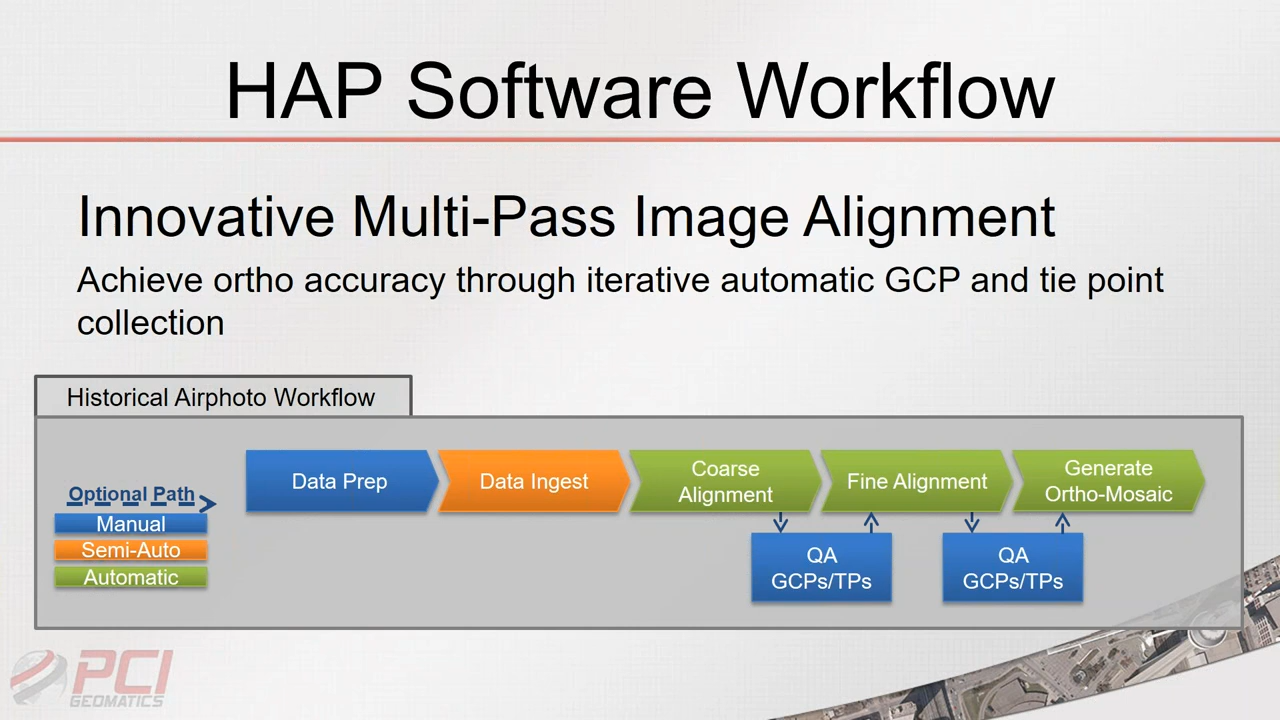 HAP Software Workflow
Innovative Multi-Pass Image Alignment
Achieve ortho accuracy through iterative automatic GCP and tie point
collection
Historical Airphoto Workflow
Optional Path
Manual
Semi-Auto
Automatic
Data Prep
Data Ingest
Coarse
Alignment
Fine Alignment
Generate
Ortho-Mosaic
QA
GCPs/TPs
QA
GCPs/TPs
PCI
GEOMATICS